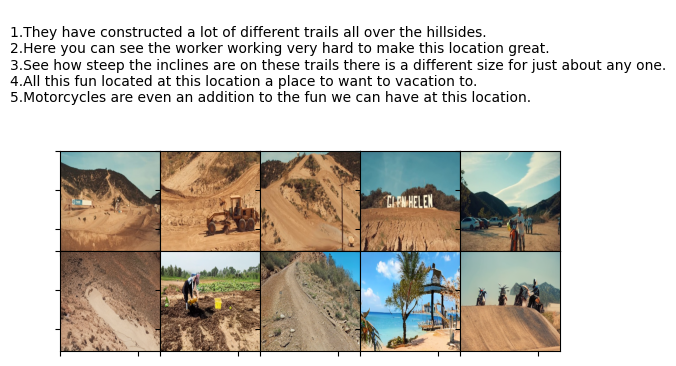 1.They have constructed a lot of different trails all over the hillsides.
2.Here you can see the worker working very hard to make this location great.
3.See how steep the inclines are on these trails there is a different size for just about any one.
4.All this fun located at this location a place to want to vacation to.
5.Motorcycles are even an addition to the fun we can have at this location.
HELEN